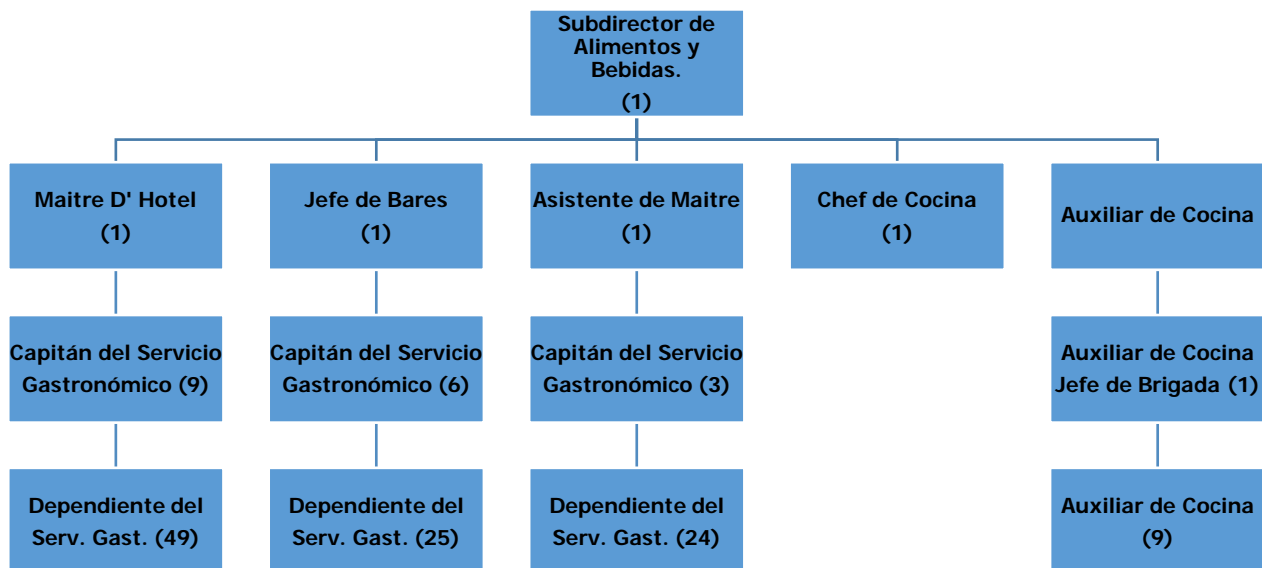 Subdirector de
Alimentos y
Bebidas.
(1)
Maitre D' Hotel
(1)
Jefe de Bares
(1)
Asistente de Maitre
(1)
Chef de Cocina
(1)
Auxiliar de Cocina
Capitán del Servicio
Gastronómico (9)
Capitán del Servicio
Gastronómico (6)
Capitán del Servicio
Gastronómico (3)
Auxiliar de Cocina
Jefe de Brigada (1)
Dependiente del
Serv. Gast. (49)
Dependiente del
Serv. Gast. (25)
Dependiente del
Serv. Gast. (24)
Auxiliar de Cocina
(9)